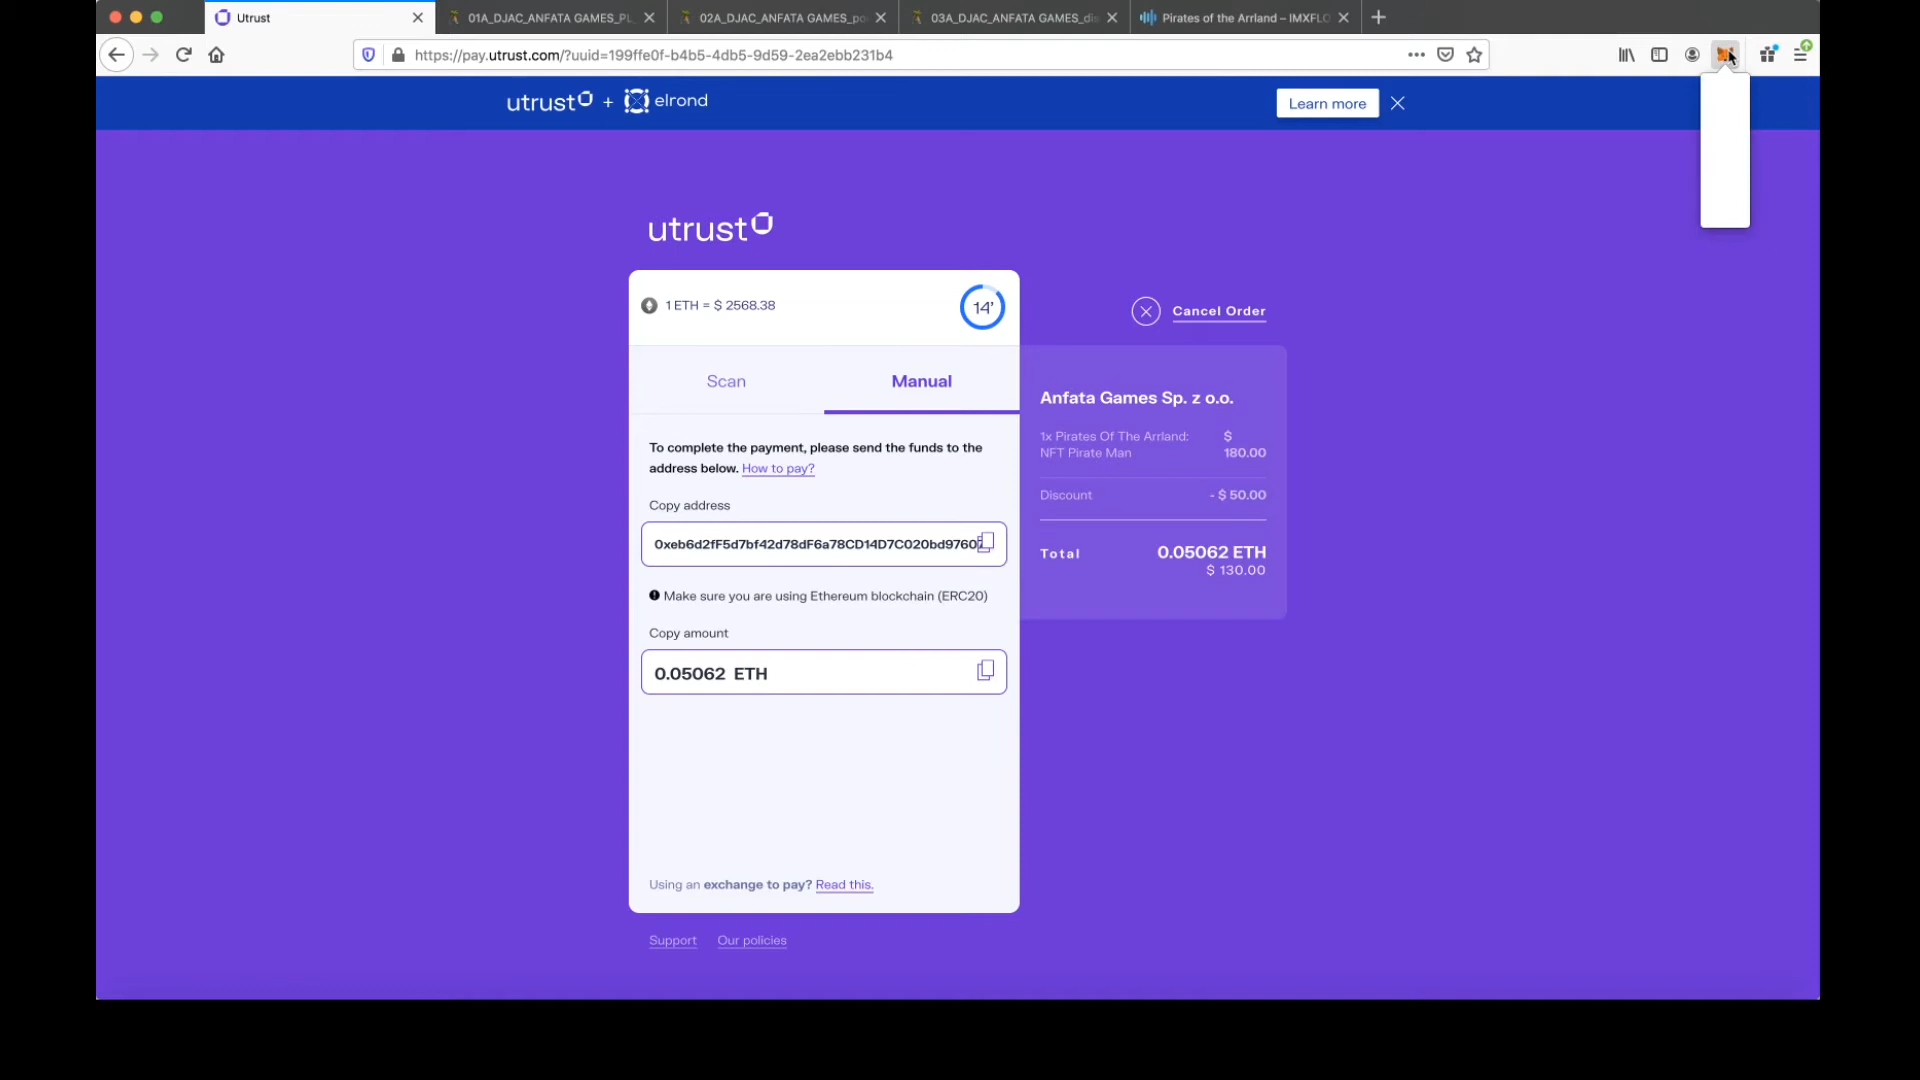 Utrust
01A_DJAC_ANFATA GAMES_PL
02A_DJAC_ANFATA GAMES_po
03A_DJAC_ANFATA GAMES_dis
Pirates of the Arrland – IMXFLO
https://pay.utrust.com/?uuid=199ffe0f-b4b5-4db5-9d59-2ea2ebb231b4
utrust + elrond
Learn more
utrust
1 ETH = $ 2568.38
14'
Cancel Order
Scan
Manual
Anfata Games Sp. z o.o.
1x Pirates Of The Arrland: $
NFT Pirate Man 180.00
To complete the payment, please send the funds to the
address below. How to pay?
Discount - $ 50.00
Copy address
0xeb6d2fF5d7bf42d78dF6a78CD14D7C020bd9760
Total 0.05062 ETH
$ 130.00
Make sure you are using Ethereum blockchain (ERC20)
Copy amount
0.05062 ETH
Using an exchange to pay? Read this.
Support
Our policies